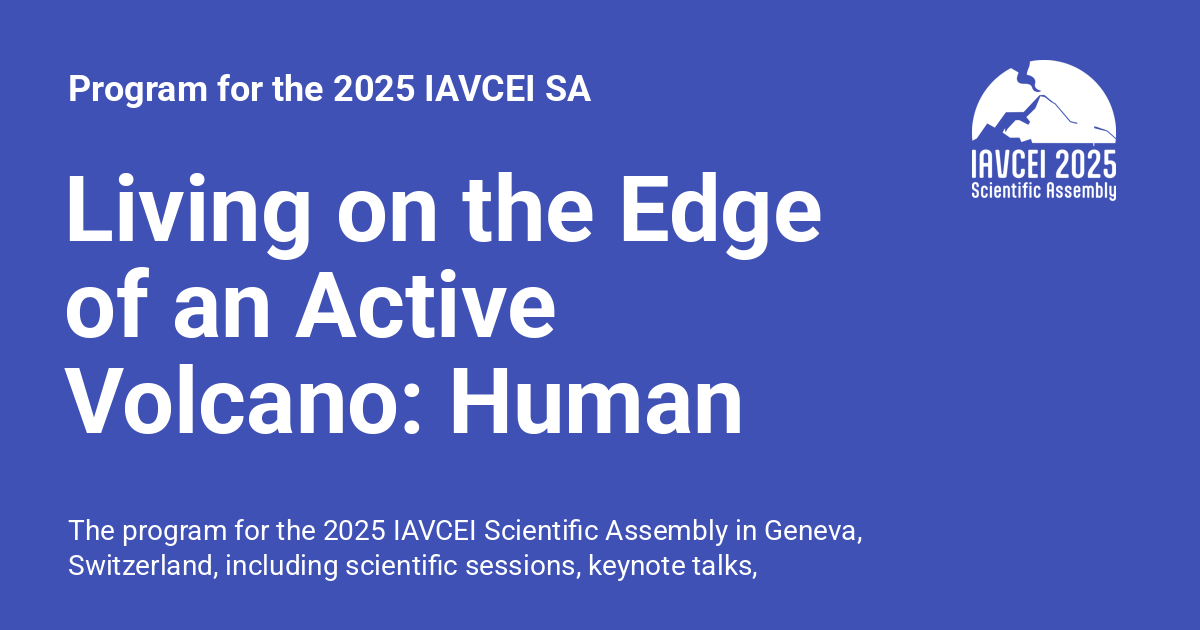 Program for the 2025 IAVCEI SA
IAVCEI 2025
Scientific Assembly
Living on the Edge
of an Active
Volcano: Human
The program for the 2025 IAVCEI Scientific Assembly in Geneva,
Switzerland, including scientific sessions, keynote talks,